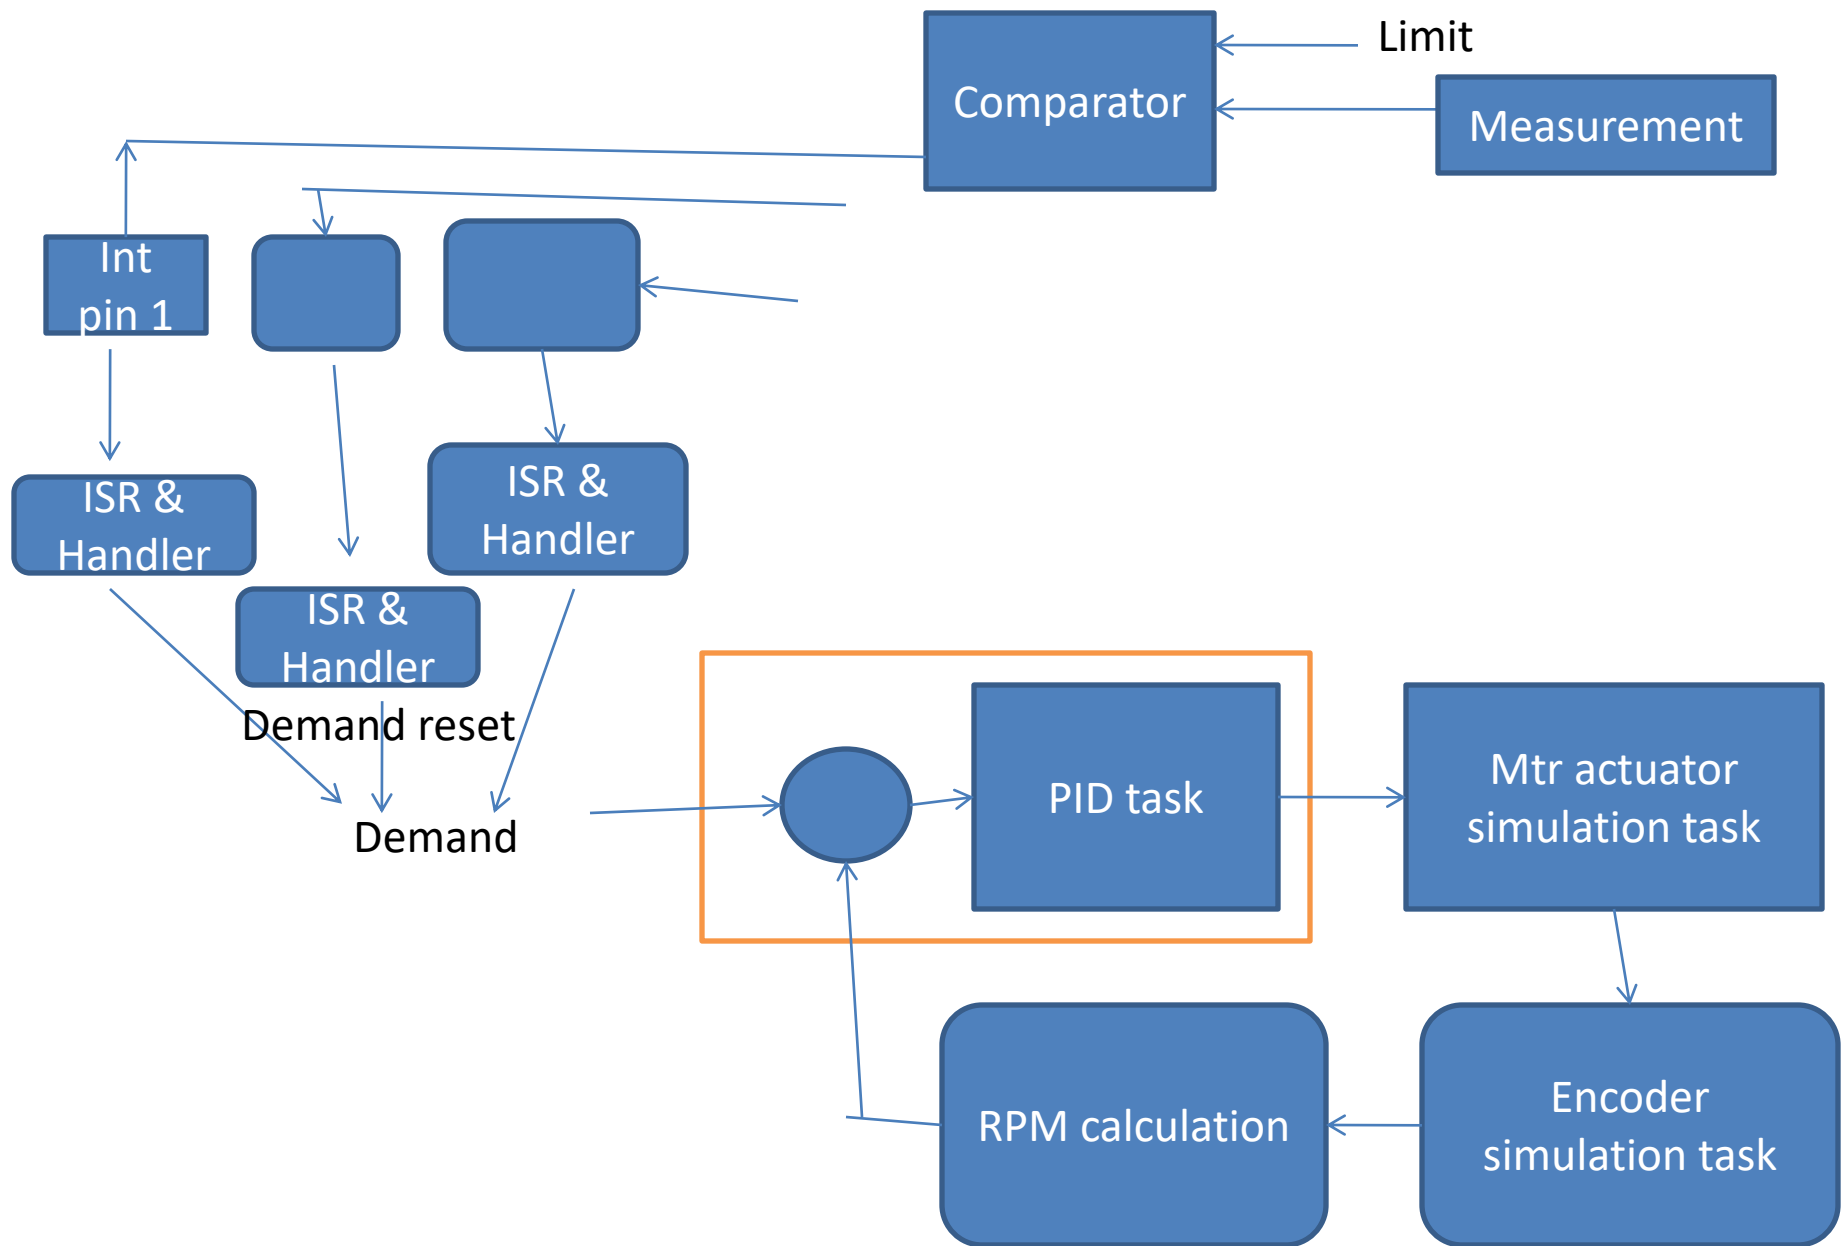 Limit
Comparator
Measurement
Int
pin 1
ISR &
Handler
ISR &
Handler
ISR &
Handler
Demand reset
Demand
PID task
Mtr actuator
simulation task
RPM calculation
Encoder
simulation task